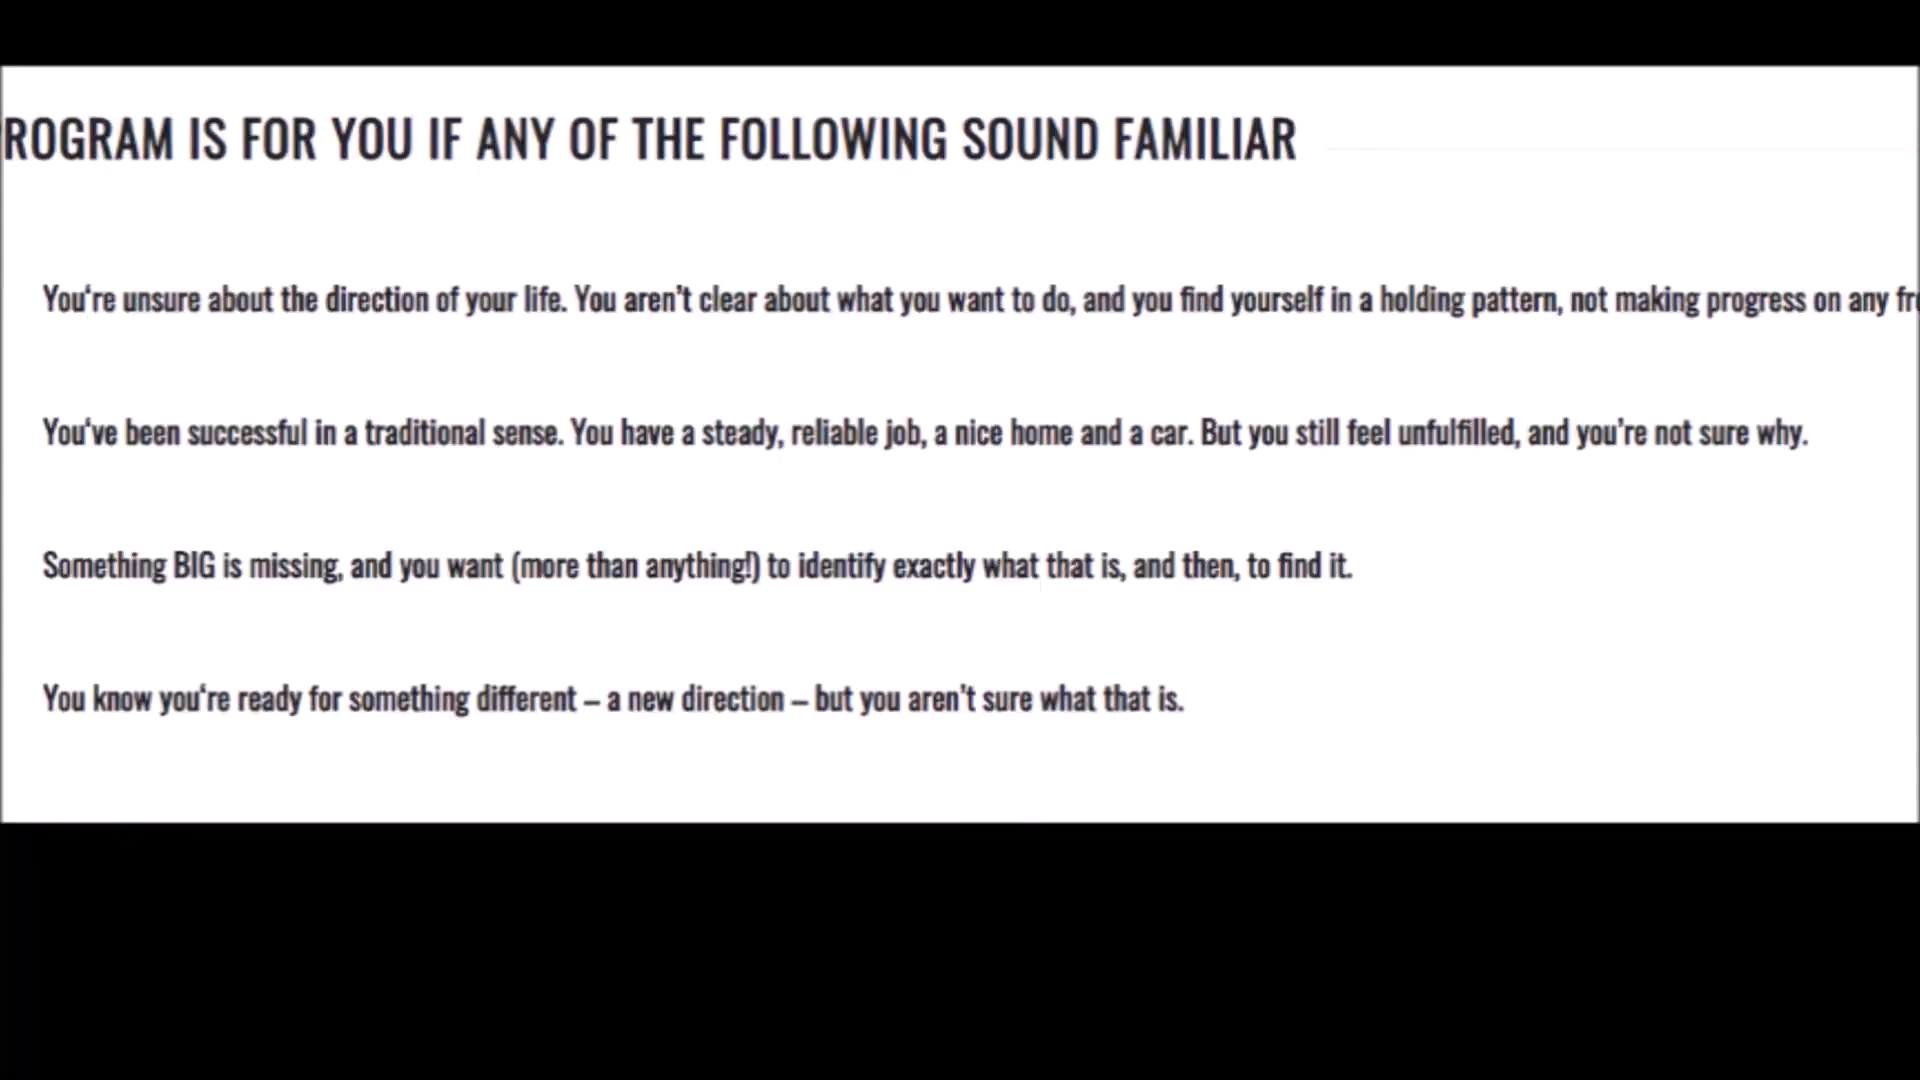 ROGRAM IS FOR YOU IF ANY OF THE FOLLOWING SOUND FAMILIAR
You‘re unsure about the direction of your life. You aren’t clear about what you want to do, and you find yourself in a holding pattern, not making progress on any
You‘ve been successful in a traditional sense. You have a steady, reliable job, a nice home and a car. But you still feel unfulfilled, and you’re not sure why.
Something BIG is missing, and you want (more than anything!) to identify exactly what that is, and then, to find it.
You know you‘re ready for something different – a new direction – but you aren't sure what that is.